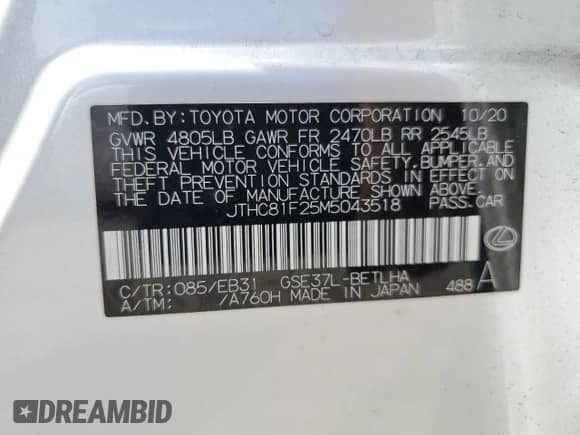 MFD.BY:TOYOTA MOTOR CORPORATION 10/20
GVWR 4805LB GAWR FR 2470LB RR 2545LB
THIS VEHICLE CONFORMS TO ALL APPLICABLE
FEDERAL MOTOR VEHICLE SAFETY,BUMPER,AND
THEFT PREVENTION STANDARDS IN EFFECT ON
THE DATE OF MANUFACTURE SHOWN ABOVE.
JTHC81F25M5043518 PASS.CAR
C/TR:085/EB31 GSE37L-BETLHA
A/TM: /A760H MADE IN JAPAN 488 A
DREAMBID